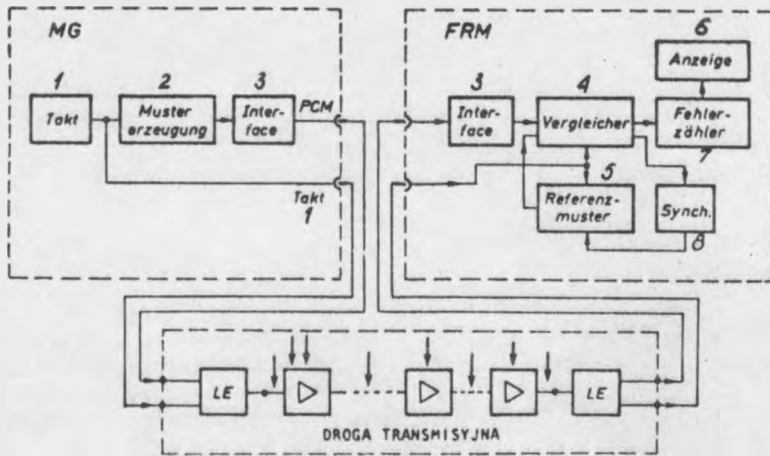 MG
1
Takt
2
Muster
erzeugung
3
Inter-
face
PCM
Takt
1
FRM
3
Inter-
face
4
Vergleicher
6
Anzeige
Fehler-
zähler
7
5
Referenz-
muster
Synch.
8
LE
LE
DROGA TRANSMISYJNA